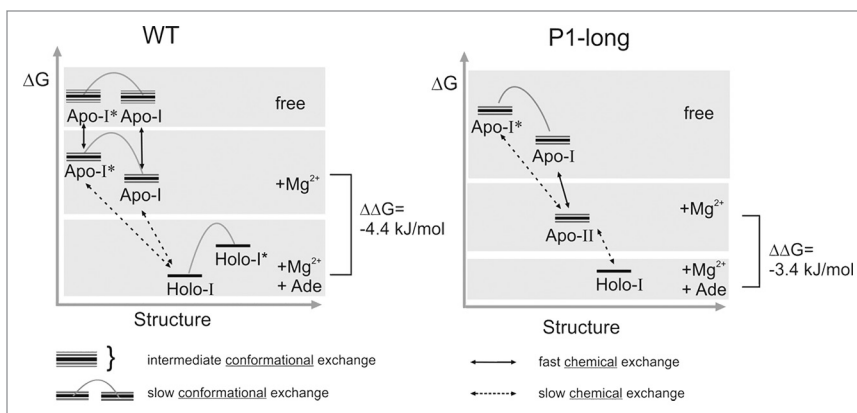 WT
ΔG
Apo-I* Apo-I
free
Apo-I*
Apo-I
+Mg²⁺
Holo-I*
Holo-I
+Mg²⁺
+ Ade
ΔΔG=
-4.4 kJ/mol
Structure
P1-long
ΔG
Apo-I*
Apo-I
free
Apo-II
+Mg²⁺
Holo-I
+Mg²⁺
+ Ade
ΔΔG=
-3.4 kJ/mol
Structure
} intermediate conformational exchange
slow conformational exchange
fast chemical exchange
slow chemical exchange